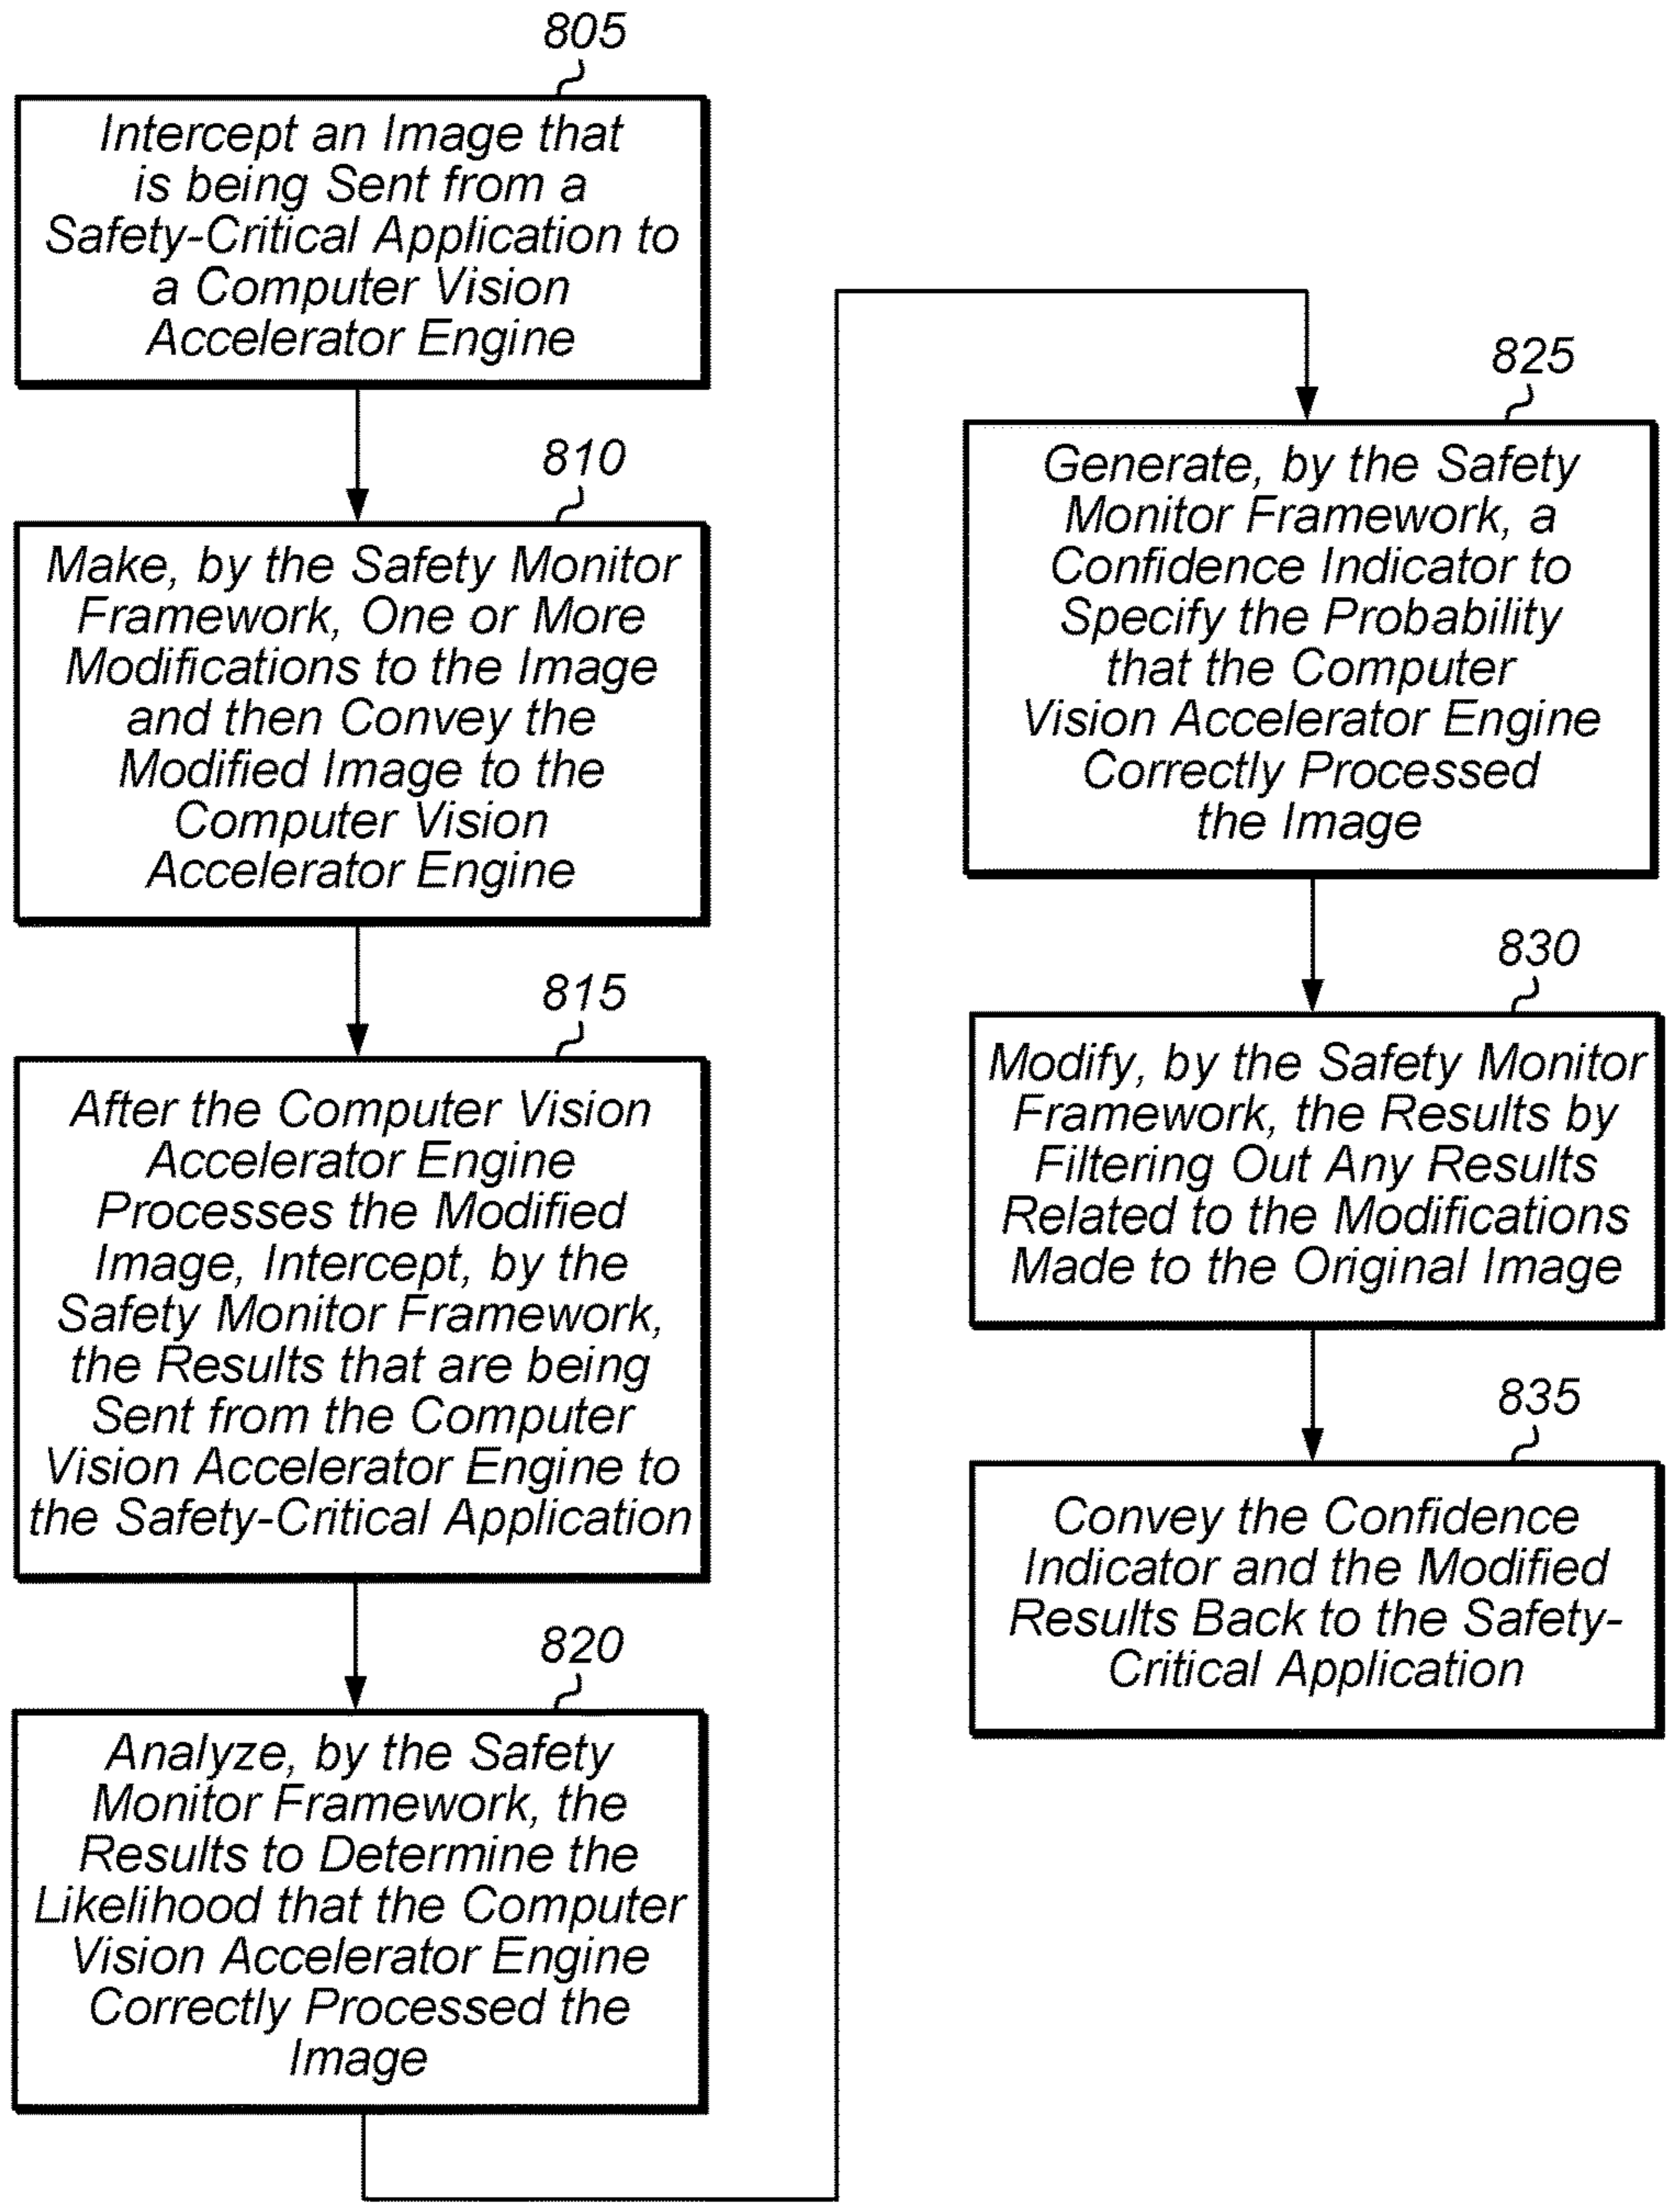 805
Intercept an Image that
is being Sent from a
Safety-Critical Application to
a Computer Vision
Accelerator Engine
810
Make, by the Safety Monitor
Framework, One or More
Modifications to the Image
and then Convey the
Modified Image to the
Computer Vision
Accelerator Engine
815
After the Computer Vision
Accelerator Engine
Processes the Modified
Image, Intercept, by the
Safety Monitor Framework,
the Results that are being
Sent from the Computer
Vision Accelerator Engine to
the Safety-Critical Application
820
Analyze, by the Safety
Monitor Framework, the
Results to Determine the
Likelihood that the Computer
Vision Accelerator Engine
Correctly Processed the
Image
825
Generate, by the Safety
Monitor Framework, a
Confidence Indicator to
Specify the Probability
that the Computer
Vision Accelerator Engine
Correctly Processed
the Image
830
Modify, by the Safety Monitor
Framework, the Results by
Filtering Out Any Results
Related to the Modifications
Made to the Original Image
835
Convey the Confidence
Indicator and the Modified
Results Back to the Safety-
Critical Application